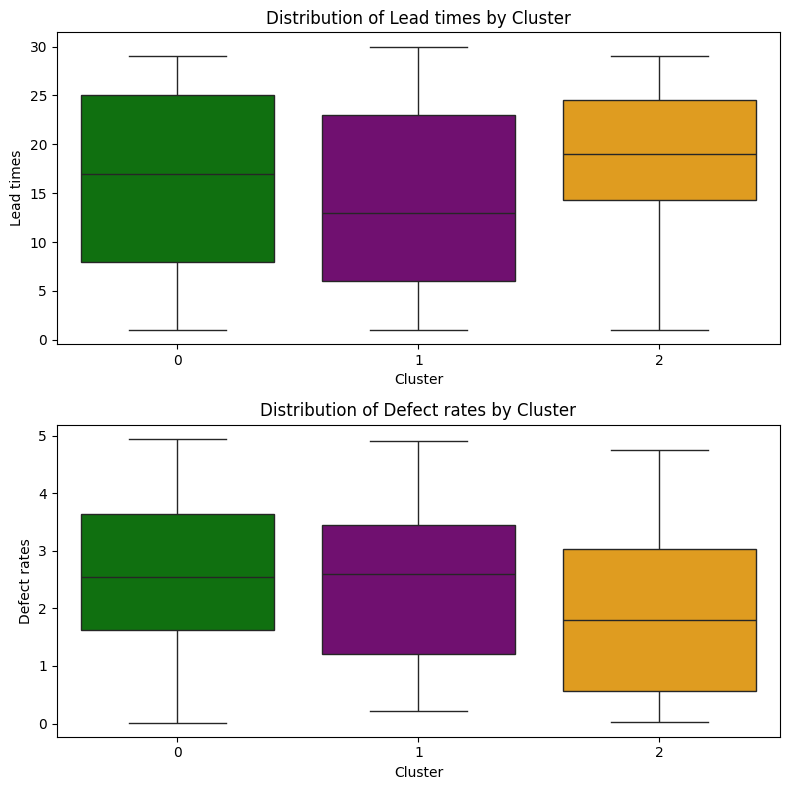 Distribution of Lead times by Cluster
30
25
20
15
10
5
0
Lead times
0 1 2
Cluster
Distribution of Defect rates by Cluster
5
4
3
2
1
0
Defect rates
0 1 2
Cluster